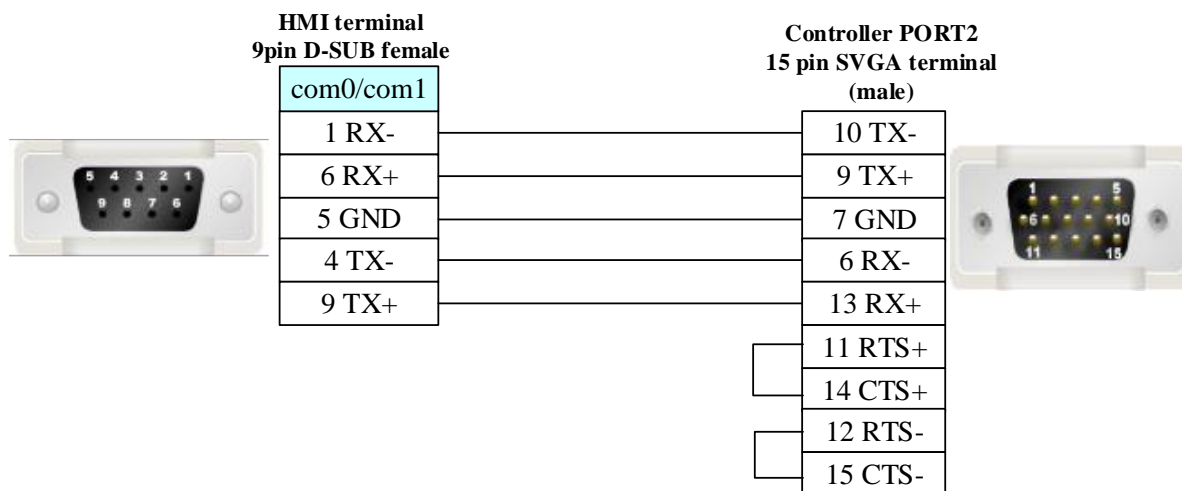 HMI terminal
9pin D-SUB female
com0/com1
1 RX-
6 RX+
5 GND
4 TX-
9 TX+
5 4 3 2 1
9 8 7 6
Controller PORT2
15 pin SVGA terminal
(male)
10 TX-
9 TX+
7 GND
6 RX-
13 RX+
11 RTS+
14 CTS+
12 RTS-
15 CTS-
1 5
6 10
11 15